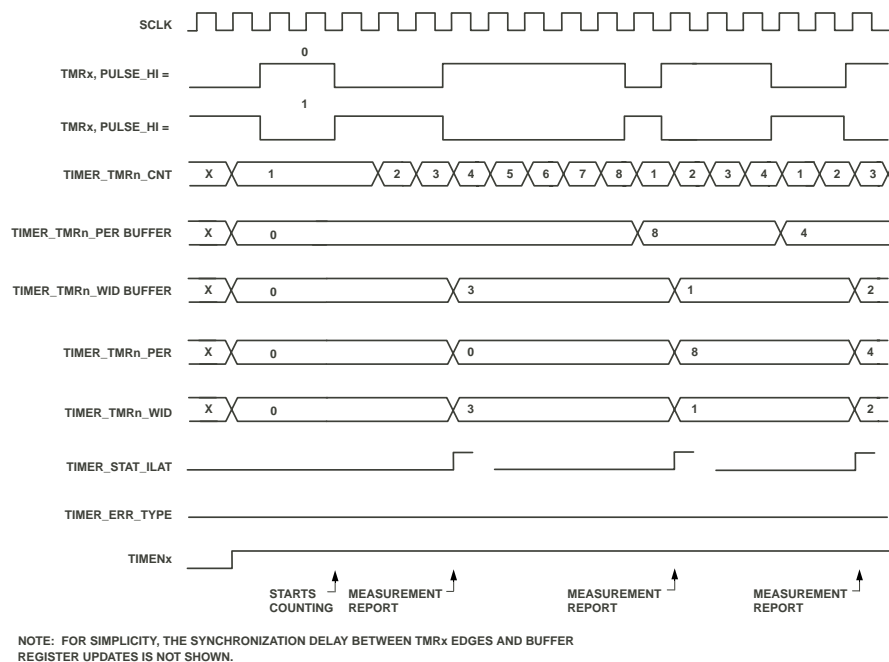 SCLK
0
TMRx, PULSE_HI =
1
TMRx, PULSE_HI =
TIMER_TMRn_CNT X 1 2 3 4 5 6 7 8 1 2 3 4 1 2 3
TIMER_TMRn_PER BUFFER X 0 8 4
TIMER_TMRn_WID BUFFER X 0 3 1 2
TIMER_TMRn_PER X 0 0 8 4
TIMER_TMRn_WID X 0 3 1 2
TIMER_STAT_ILAT
TIMER_ERR_TYPE
TIMENx
STARTS MEASUREMENT MEASUREMENT MEASUREMENT
COUNTING REPORT REPORT REPORT
NOTE: FOR SIMPLICITY, THE SYNCHRONIZATION DELAY BETWEEN TMRx EDGES AND BUFFER
REGISTER UPDATES IS NOT SHOWN.